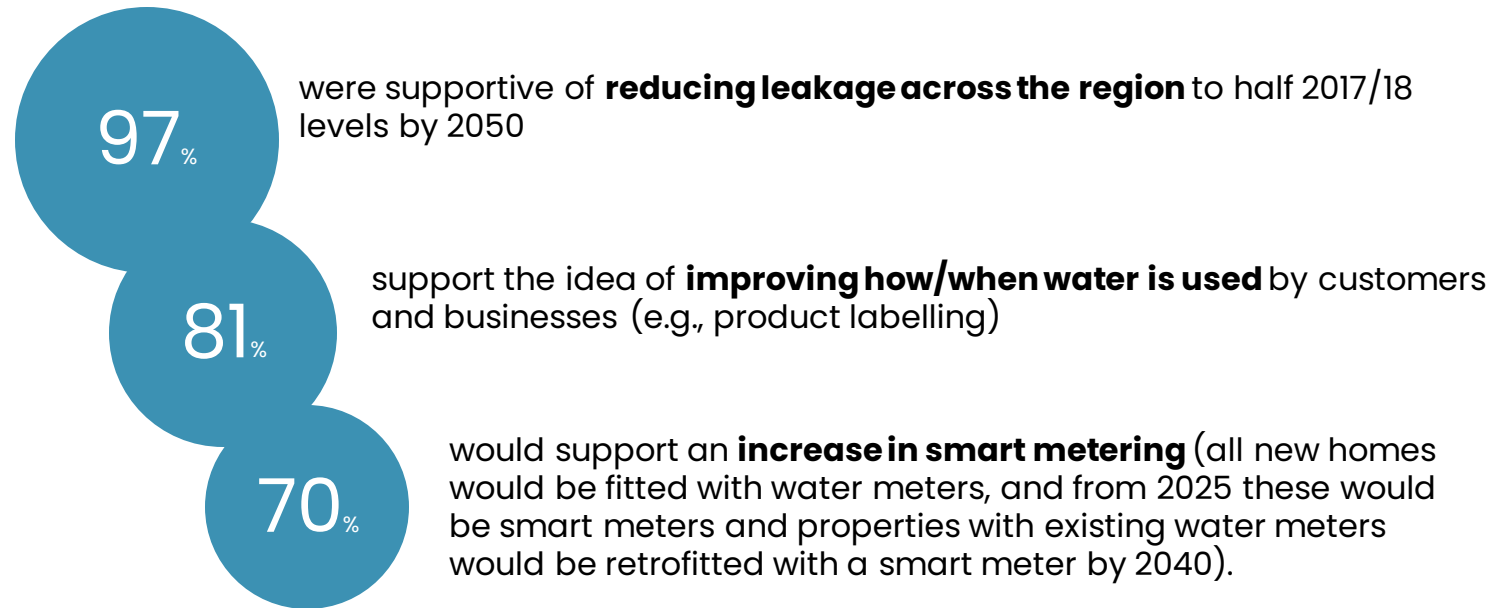 97%
were supportive of reducing leakage across the region to half 2017/18
levels by 2050
81%
support the idea of improving how/when water is used by customers
and businesses (e.g., product labelling)
70%
would support an increase in smart metering (all new homes
would be fitted with water meters, and from 2025 these would
be smart meters and properties with existing water meters
would be retrofitted with a smart meter by 2040).